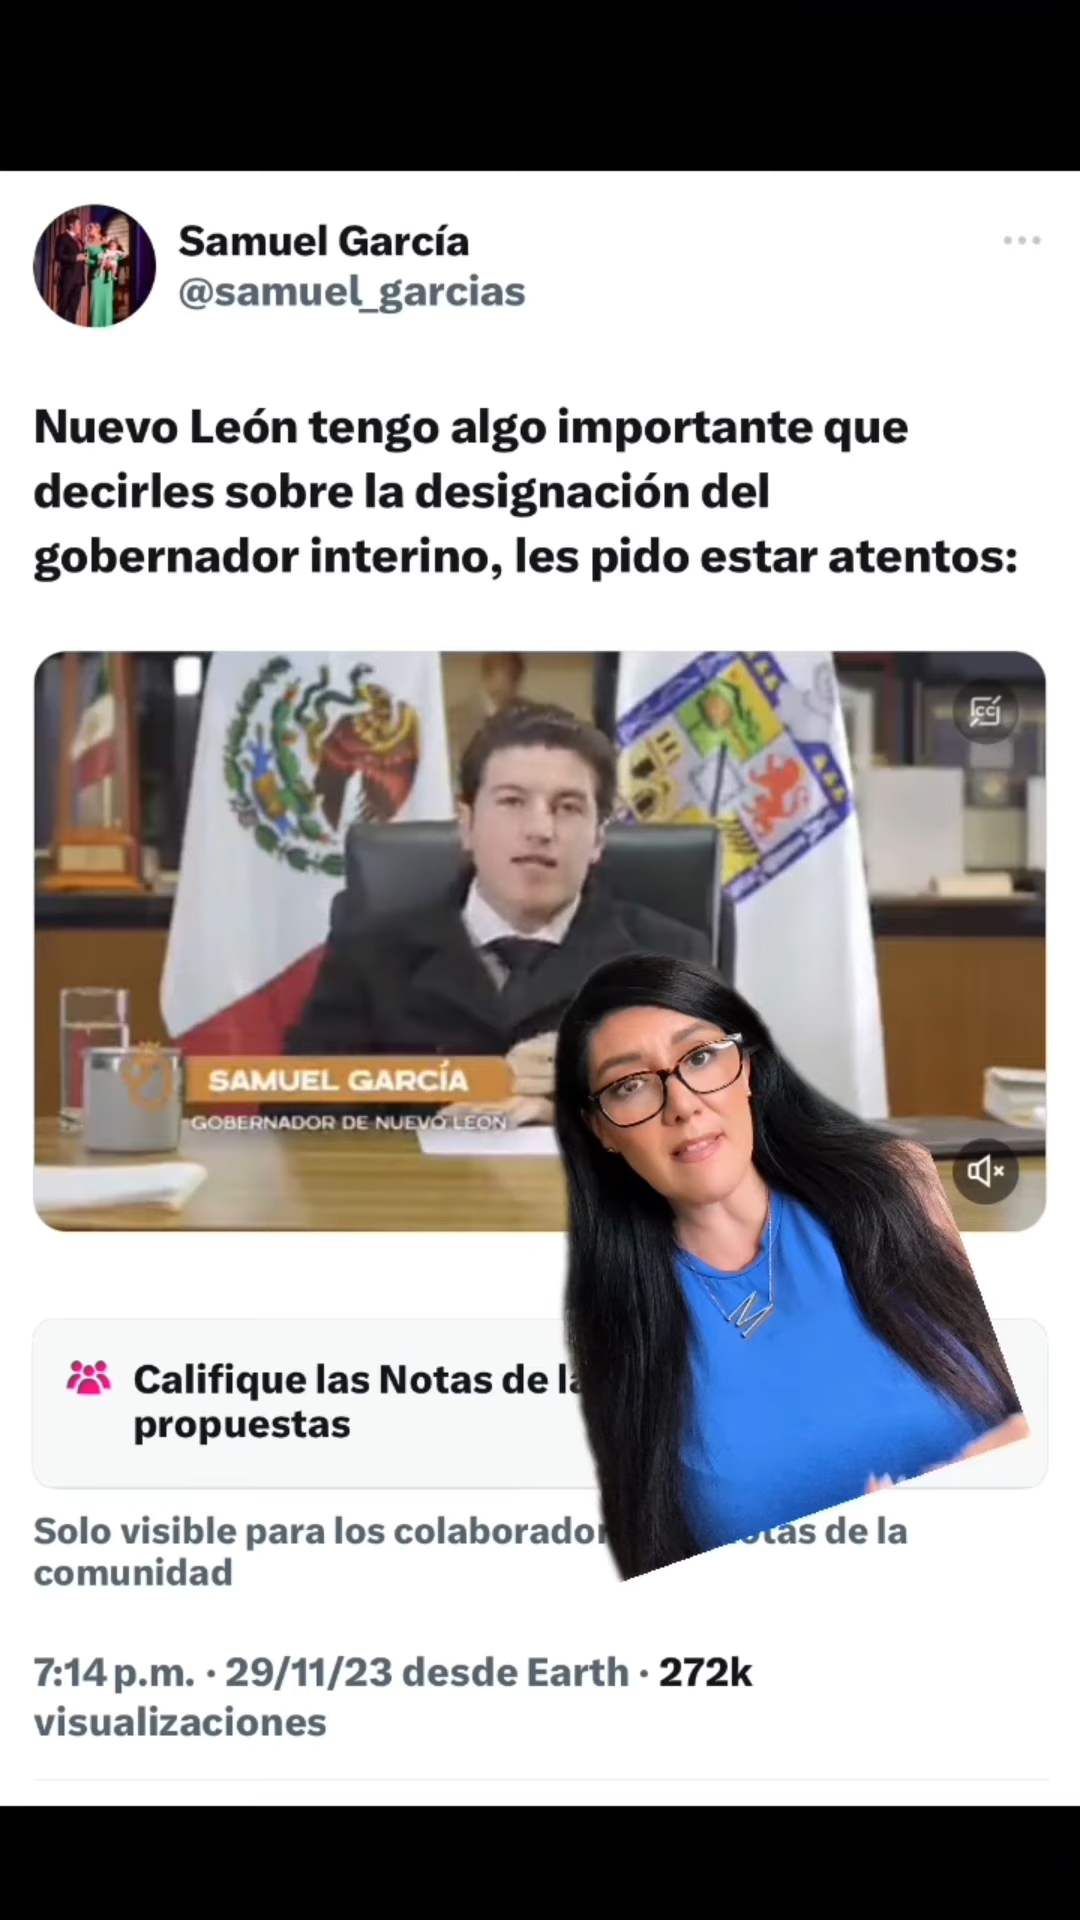 Samuel García
@samuel_garcias
Nuevo León tengo algo importante que
decirles sobre la designación del
gobernador interino, les pido estar atentos:
CC
SAMUEL GARCÍA
GOBERNADOR DE NUEVO LEÓN
M
Califique las Notas de
propuestas
Solo visible para los de la
comunidad
7:14 p.m. · 29/11/23 desde Earth · 272k
visualizaciones